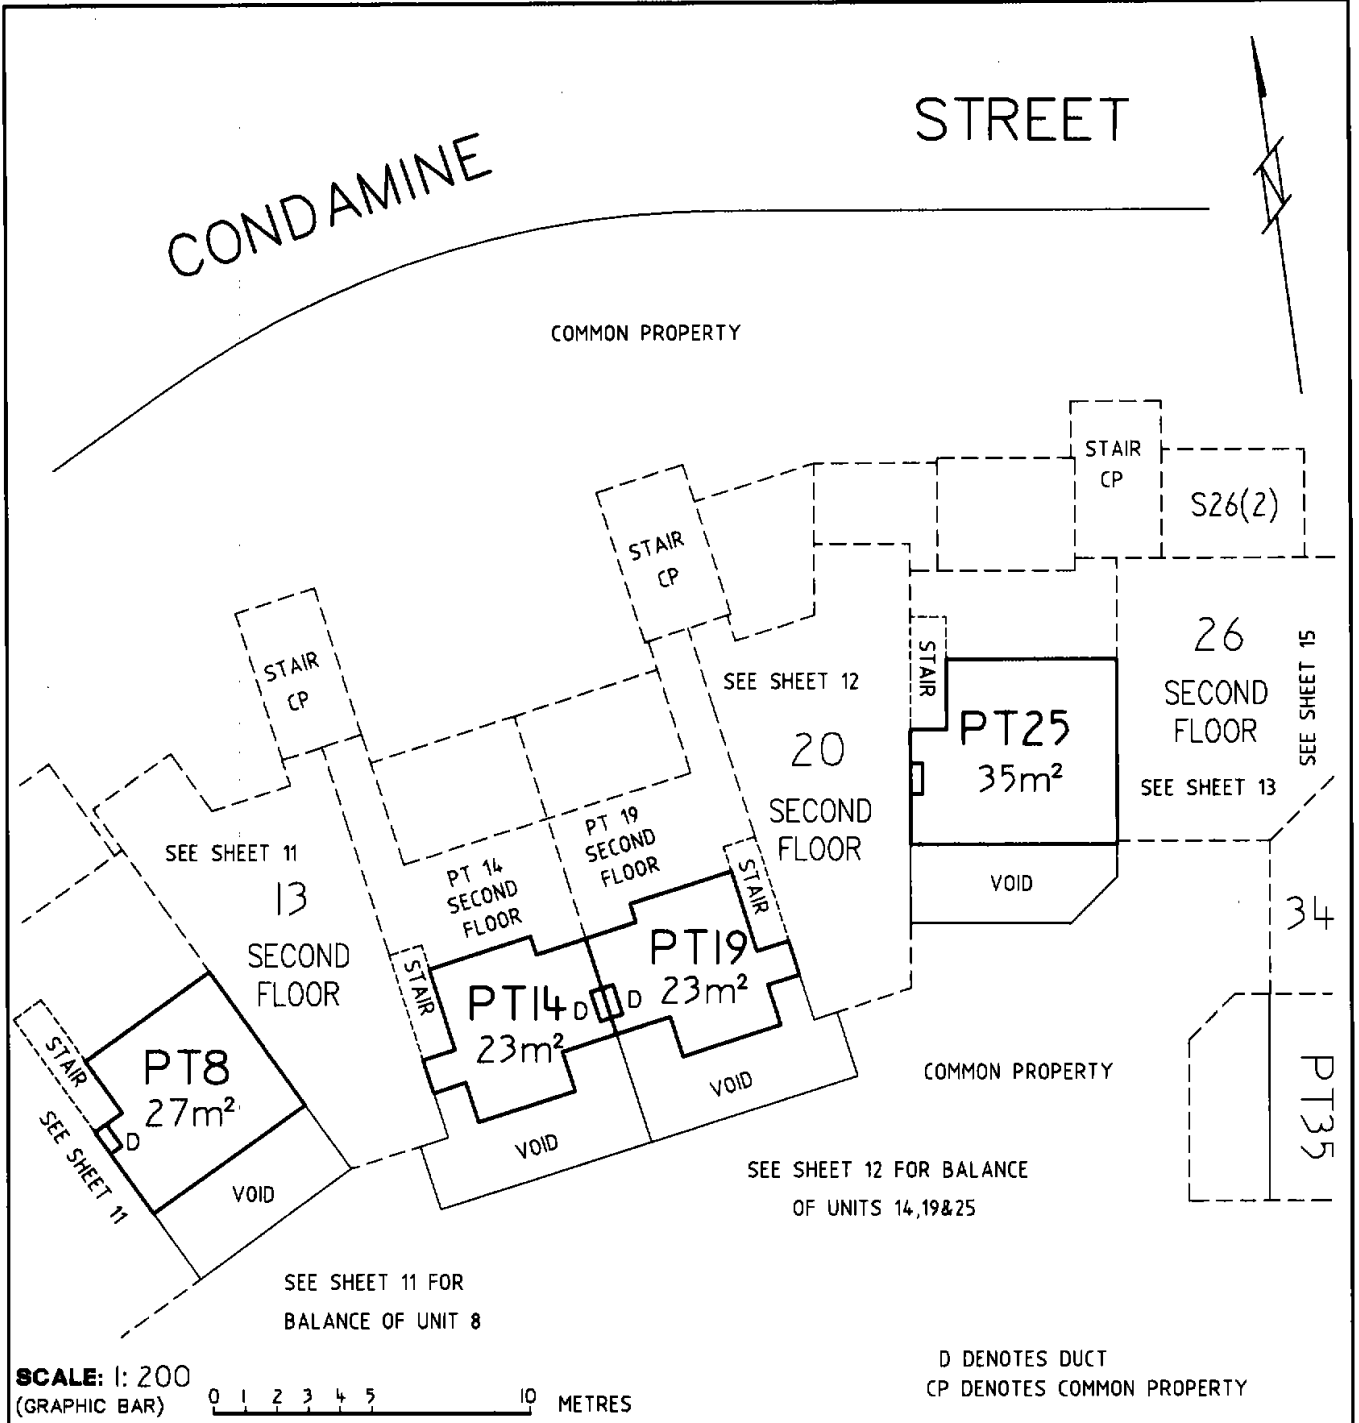 CONDAMINE STREET
COMMON PROPERTY
STAIR
CP
S26(2)
STAIR
CP
STAIR
CP
STAIR
26
SECOND
FLOOR
SEE SHEET 13
SEE SHEET 15
SEE SHEET 12
20
SECOND
FLOOR
PT25
35m²
VOID
34
PT 19
SECOND
FLOOR
PT 14
SECOND
FLOOR
SEE SHEET 11
13
SECOND
FLOOR
STAIR
PT19
23m²
D
STAIR
PT14
23m²
D
VOID
VOID
STAIR
PT8
27m²
D
VOID
SEE SHEET 11
COMMON PROPERTY
PT35
SEE SHEET 12 FOR BALANCE
OF UNITS 14,19&25
SEE SHEET 11 FOR
BALANCE OF UNIT 8
D DENOTES DUCT
CP DENOTES COMMON PROPERTY
SCALE: 1: 200
(GRAPHIC BAR)
0 1 2 3 4 5 10 METRES